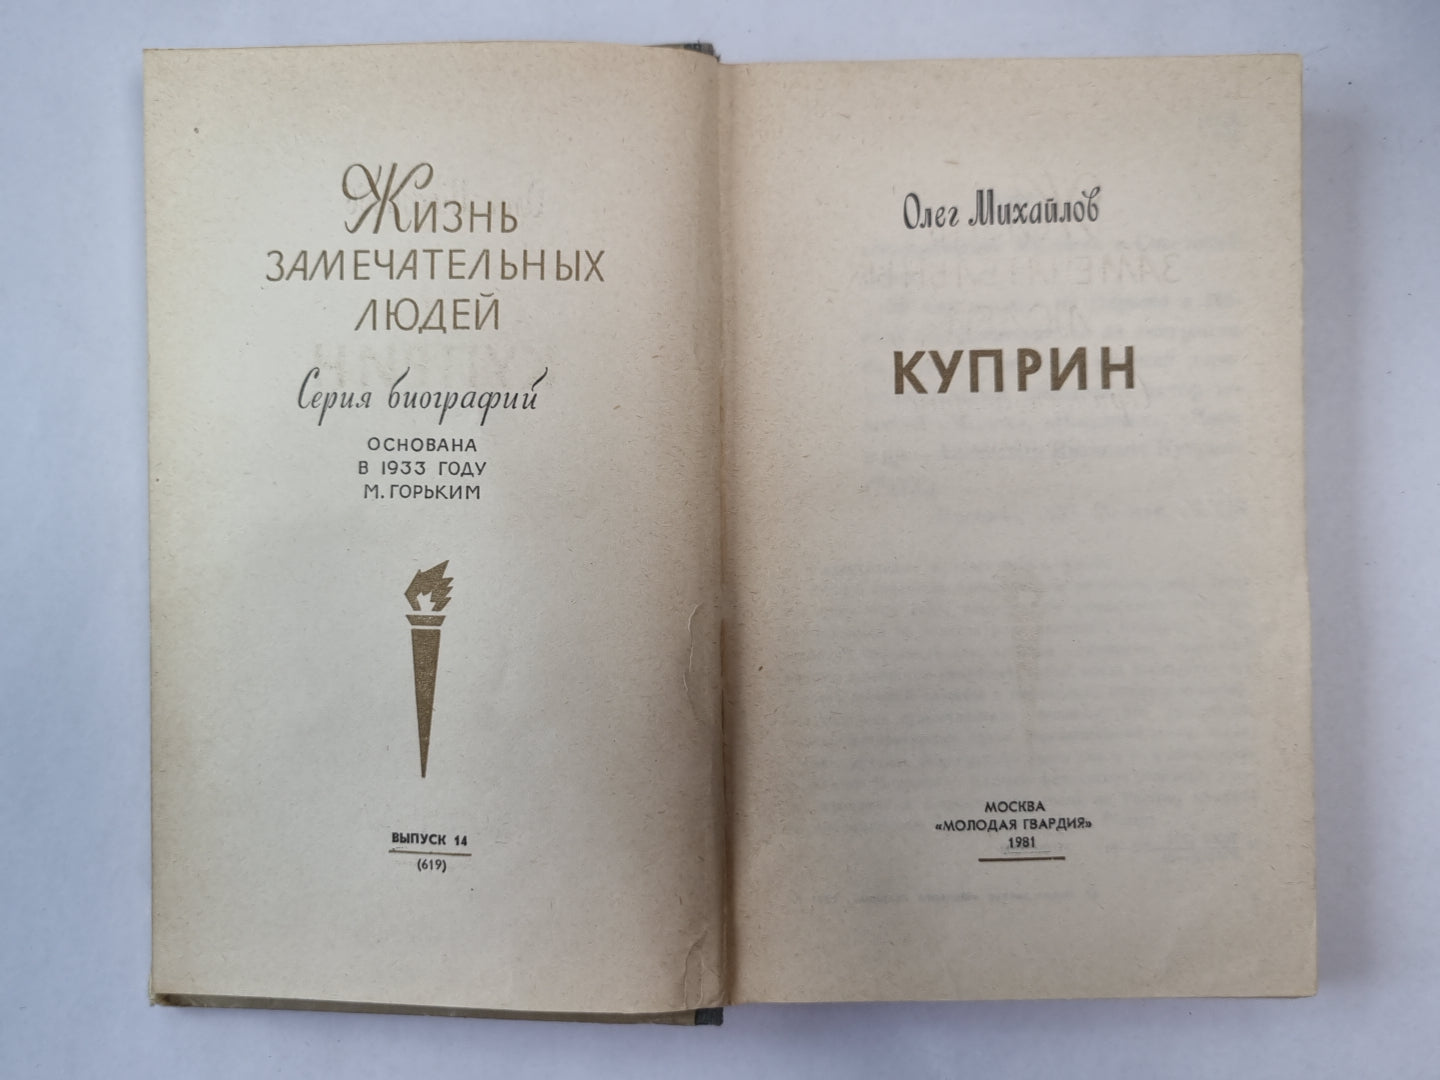 Жизнь
ЗАМЕЧАТЕЛЬНЫХ
ЛЮДЕЙ
Серия биографий
ОСНОВАНА
В 1933 ГОДУ
М. ГОРЬКИМ
ВЫПУСК 14
(619)
Олег Михайлов
КУПРИН
МОСКВА
«МОЛОДАЯ ГВАРДИЯ»
1981